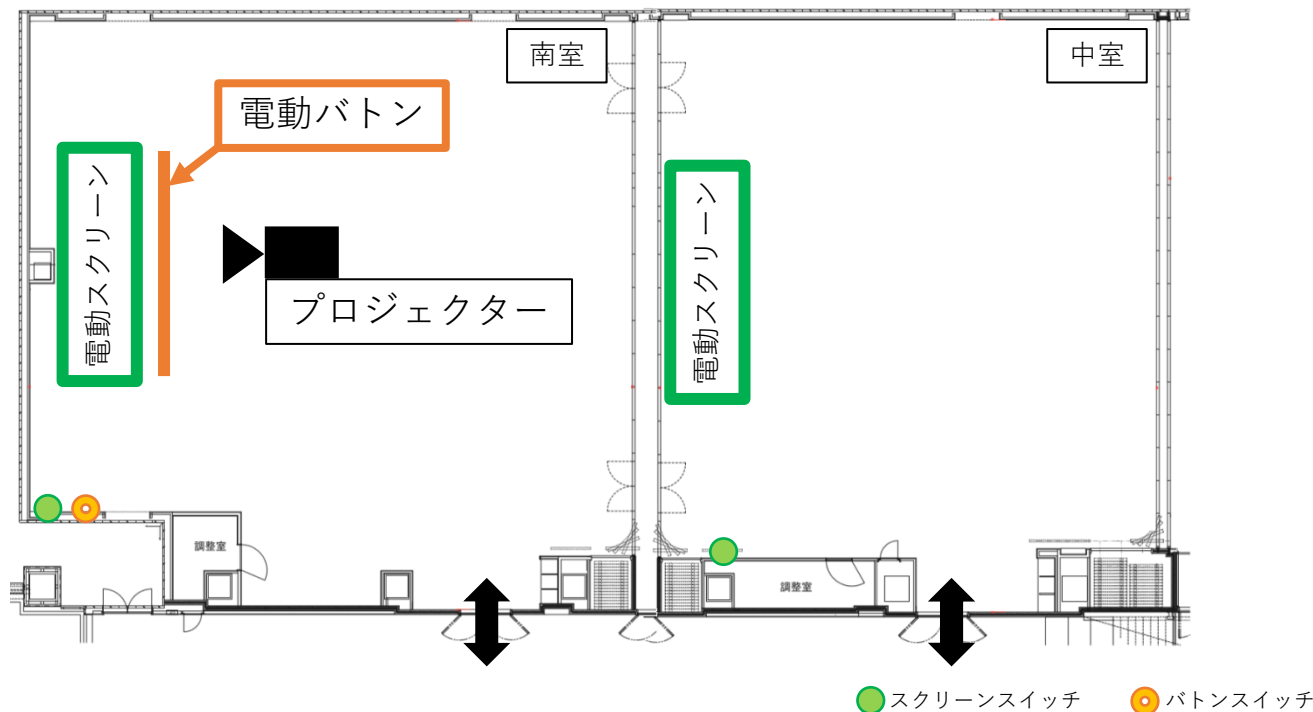 南室
中室
電動バトン
電動スクリーン
電動スクリーン
プロジェクター
調整室
調整室
スクリーンスイッチ
バトンスイッチ